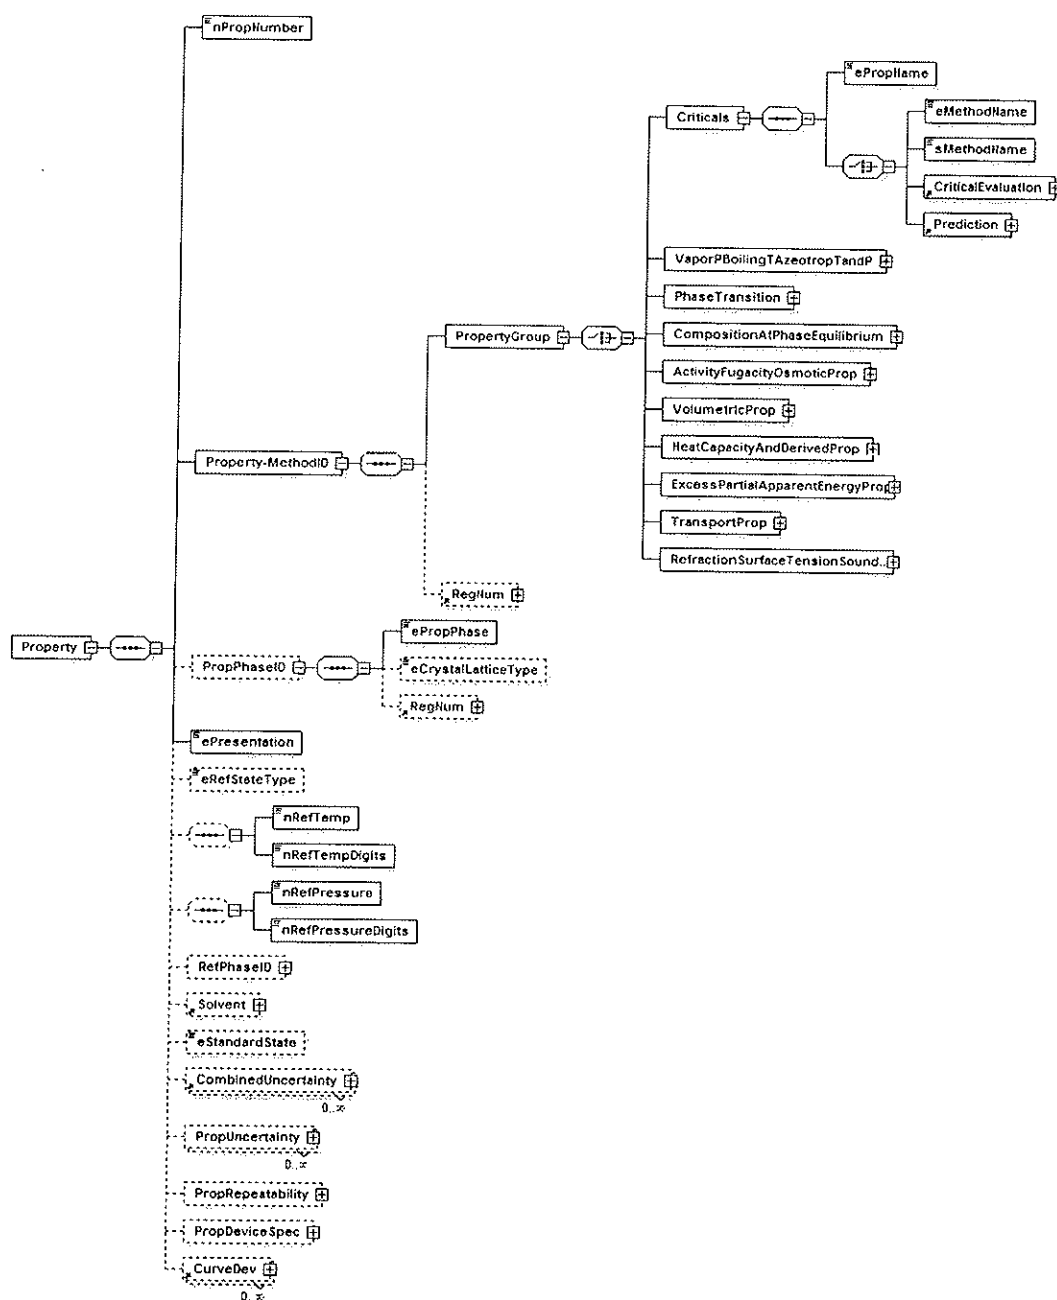 nPropNumber
ePropName
Criticals
eMethodName
sMethodName
CriticalEvaluation
Prediction
VaporPBoilingTAzeotropTandP
PhaseTransition
PropertyGroup
CompositionAtPhaseEquilibrium
ActivityFugacityOsmoticProp
VolumetricProp
HeatCapacityAndDerivedProp
Property-MethodID
ExcessPartialApparentEnergyProp
TransportProp
RefractionSurfaceTensionSound..
RegNum
ePropPhase
Property
PropPhaseID
eCrystalLatticeType
RegNum
ePresentation
eRefStateType
nRefTemp
nRefTempDigits
nRefPressure
nRefPressureDigits
RefPhaseID
Solvent
eStandardState
CombinedUncertainty
0..∞
PropUncertainty
0..∞
PropRepeatability
PropDeviceSpec
CurveDev
0..∞